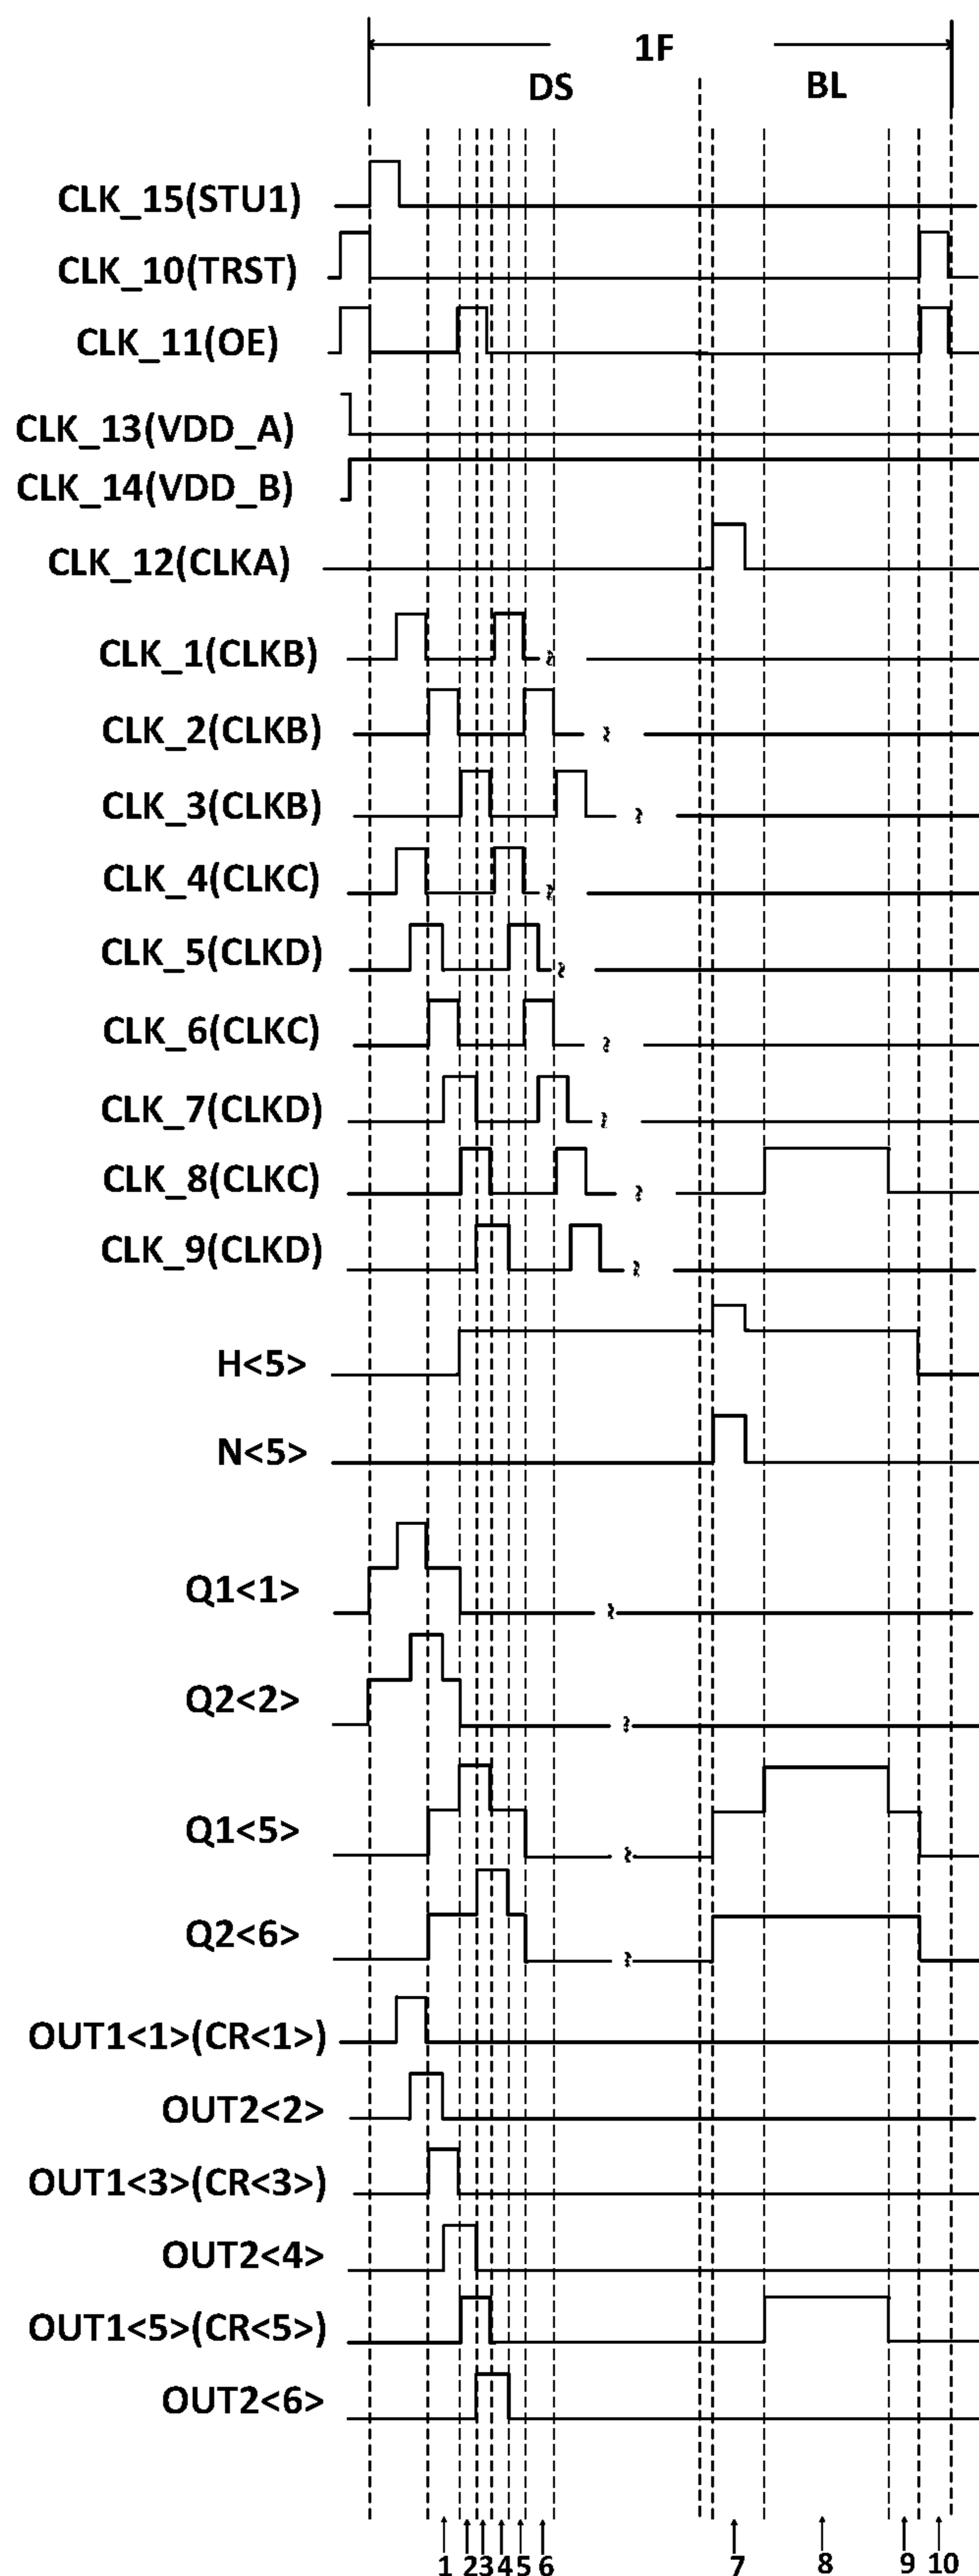 1F
DS BL
CLK_15(STU1)
CLK_10(TRST)
CLK_11(OE)
CLK_13(VDD_A)
CLK_14(VDD_B)
CLK_12(CLKA)
CLK_1(CLKB)
CLK_2(CLKB)
CLK_3(CLKB)
CLK_4(CLKC)
CLK_5(CLKD)
CLK_6(CLKC)
CLK_7(CLKD)
CLK_8(CLKC)
CLK_9(CLKD)
H<5>
N<5>
Q1<1>
Q2<2>
Q1<5>
Q2<6>
OUT1<1>(CR<1>)
OUT2<2>
OUT1<3>(CR<3>)
OUT2<4>
OUT1<5>(CR<5>)
OUT2<6>
1 2 3 4 5 6 7 8 9 10